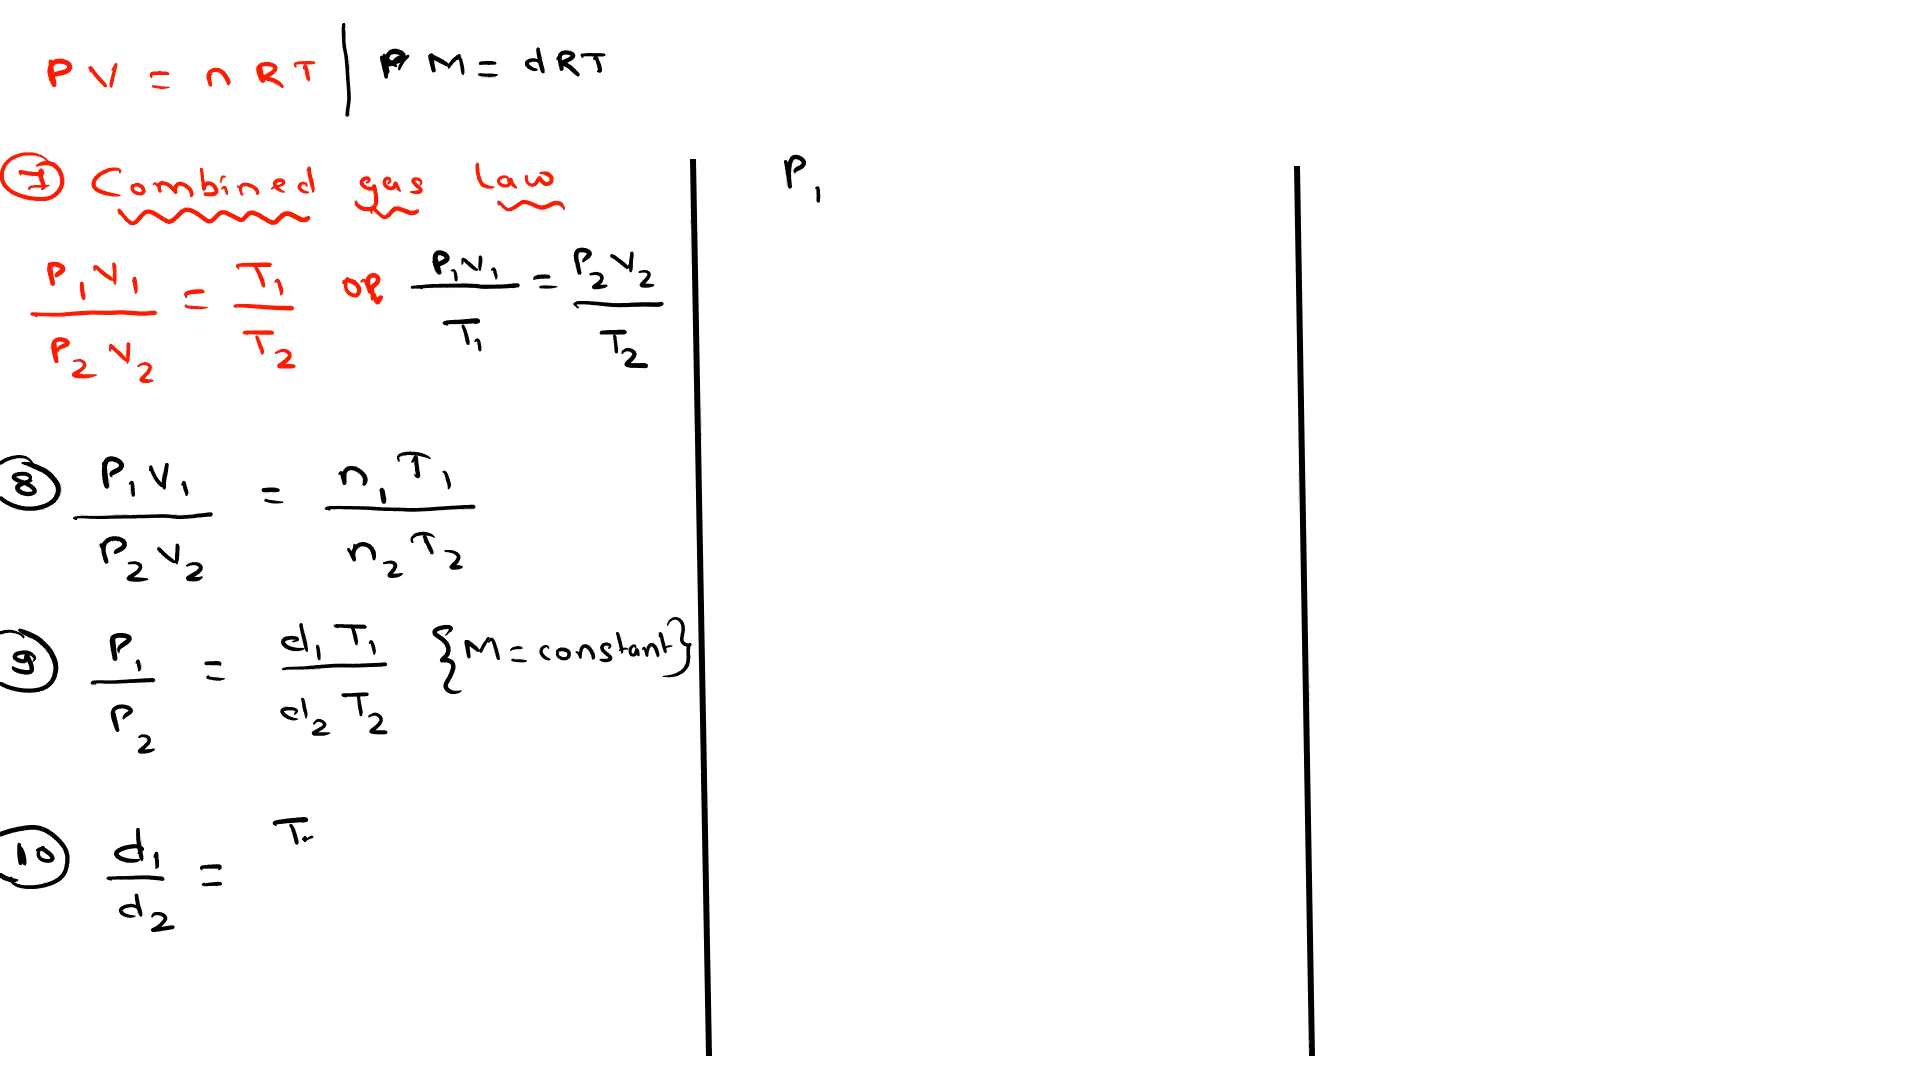 PV = nRT | PM = dRT
7 Combined gas law
P₁V₁/P₂V₂ = T₁/T₂ or P₁V₁/T₁ = P₂V₂/T₂
8 P₁V₁/P₂V₂ = n₁T₁/n₂T₂
9 P₁/P₂ = d₁T₁/d₂T₂ {M = constant}
10 d₁/d₂ = T
P₁